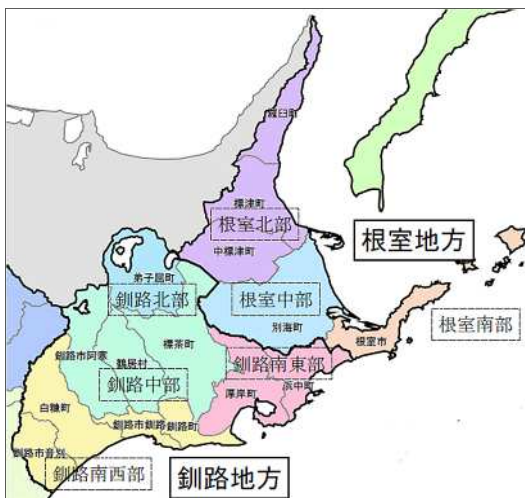 羅臼町
標津町
根室北部
中標津町
根室地方
弟子屈町
釧路北部
根室中部
別海町
根室南部
根室市
標茶町
釧路市阿寒
鶴居村
釧路南東部
釧路中部
厚岸町
浜中町
白糠町
釧路市釧路
釧路町
釧路市音別
釧路南西部
釧路地方